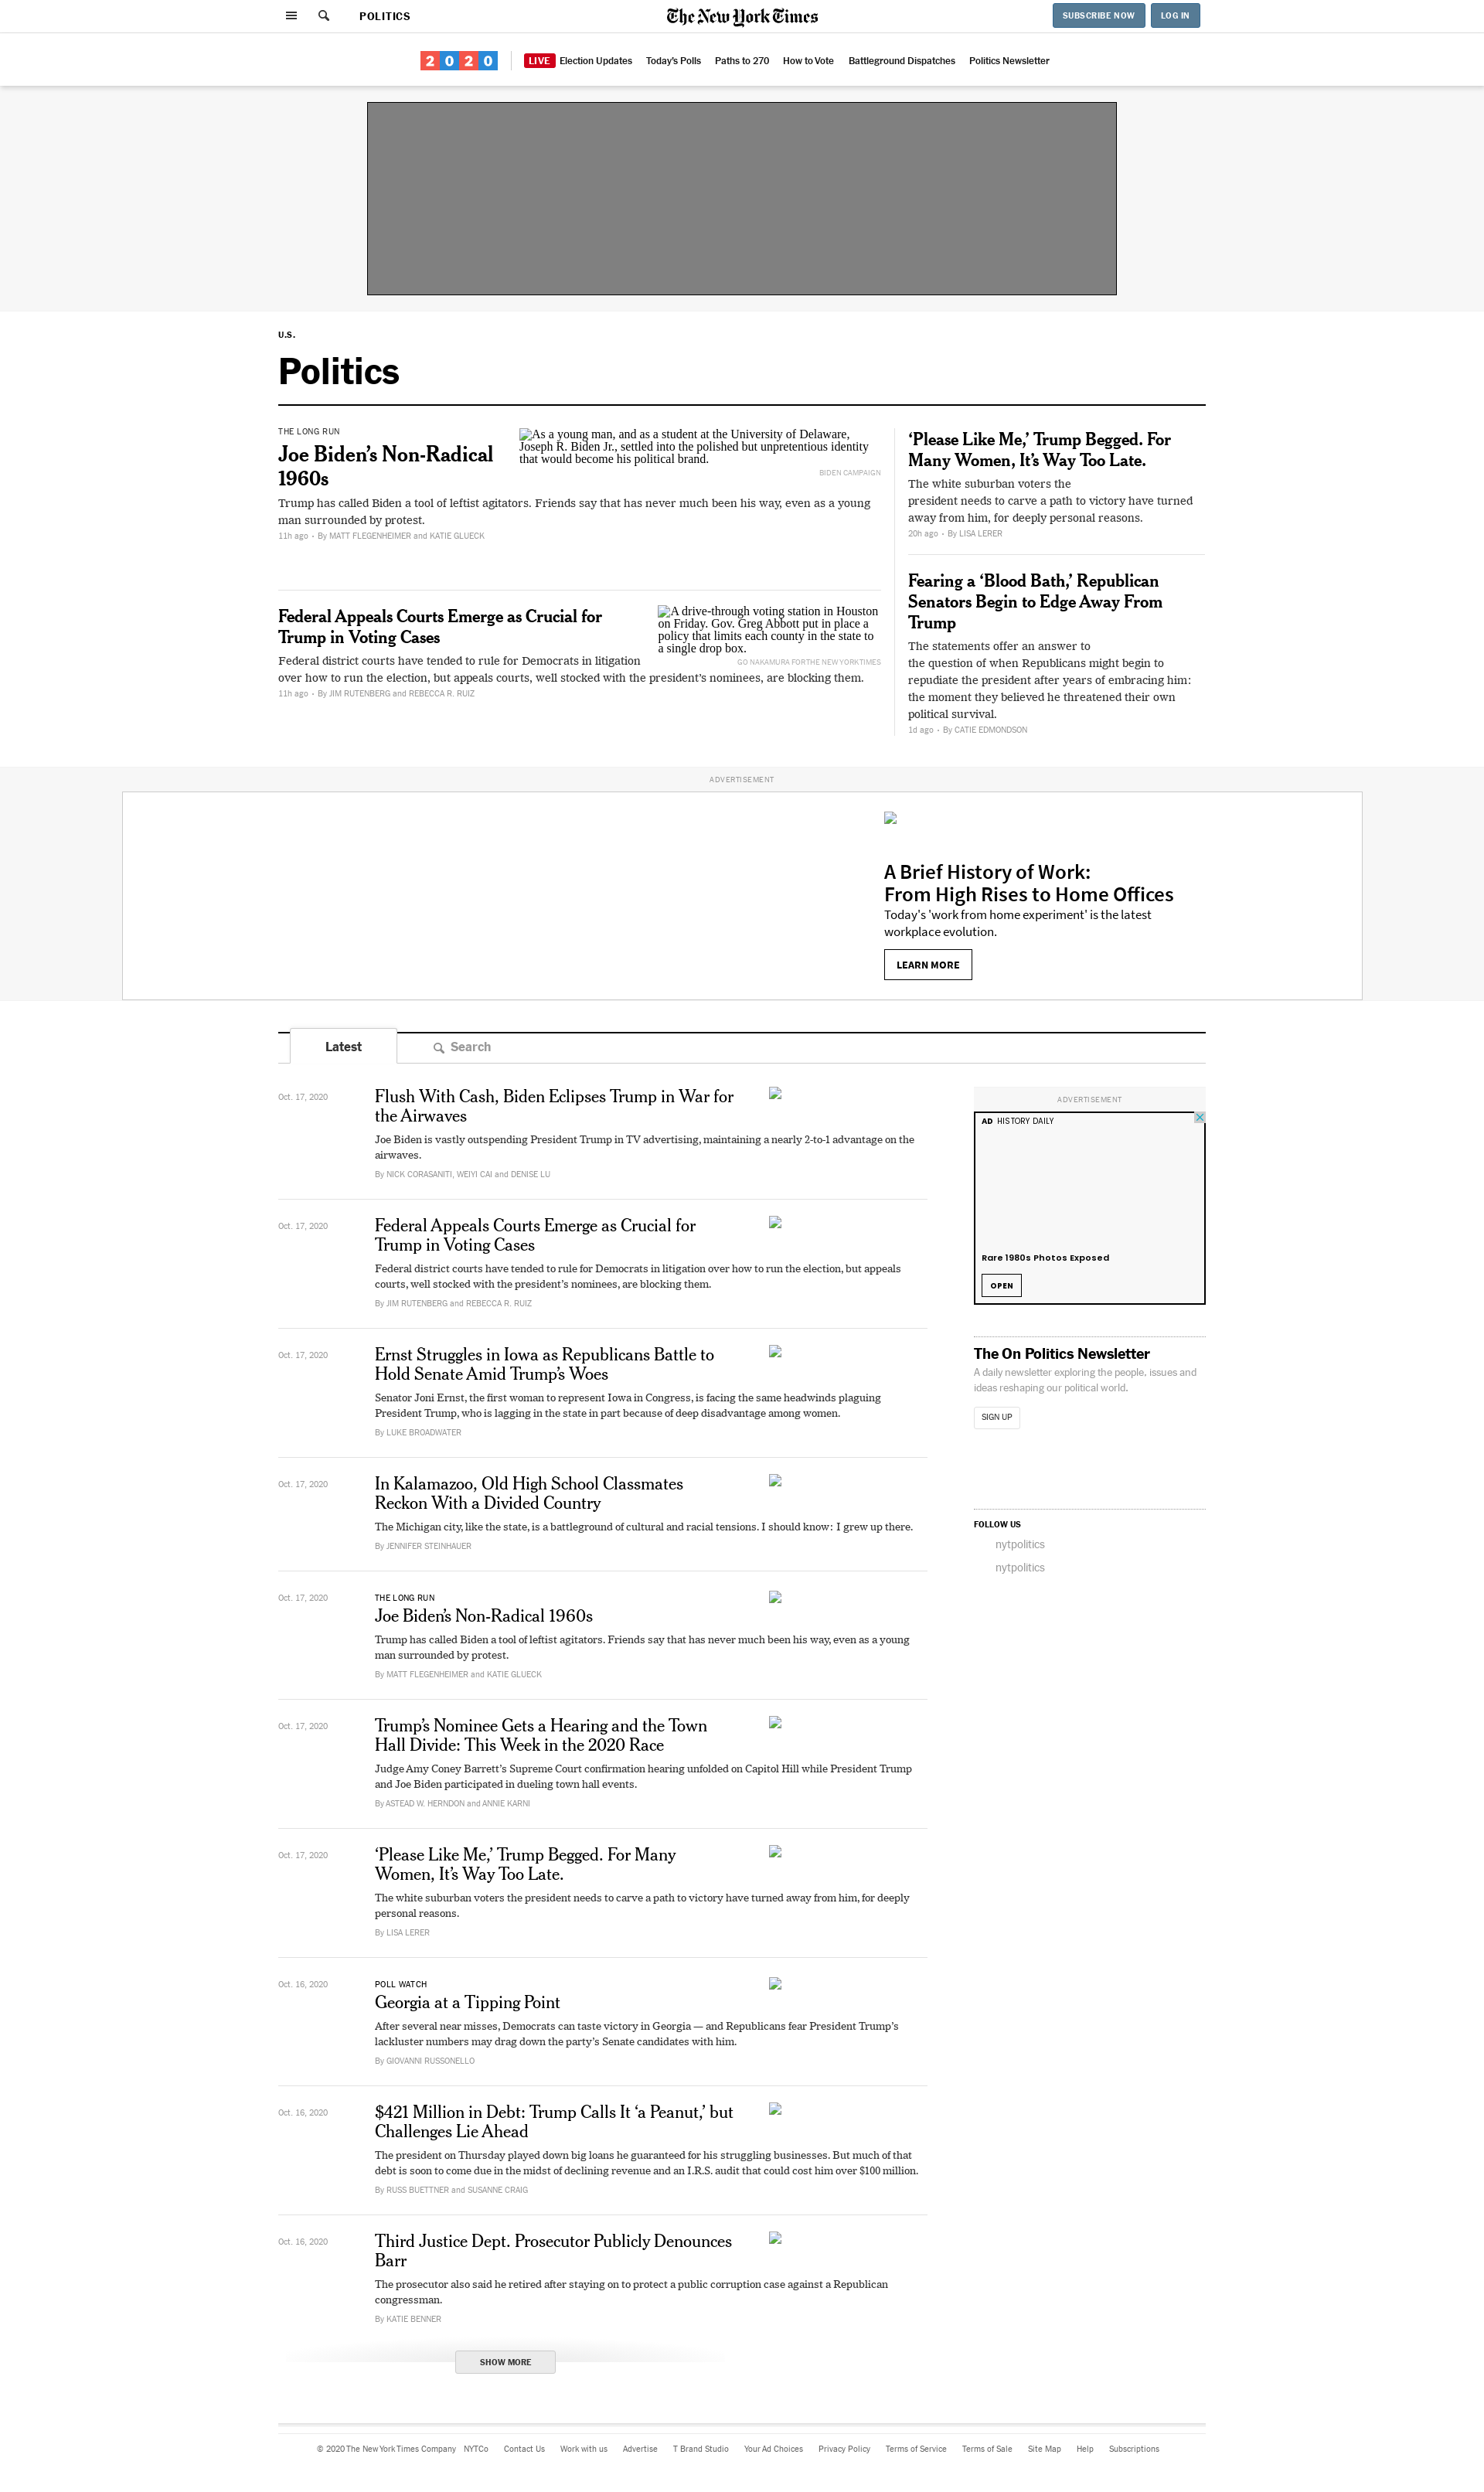 POLITICS
The New York Times
SUBSCRIBE NOW
LOG IN
2020
LIVE Election Updates
Today's Polls
Paths to 270
How to Vote
Battleground Dispatches
Politics Newsletter
U.S.
Politics
THE LONG RUN
Joe Biden’s Non-Radical
1960s
As a young man, and as a student at the University of Delaware,
Joseph R. Biden Jr., settled into the polished but unpretentious identity
that would become his political brand.
BIDEN CAMPAIGN
Trump has called Biden a tool of leftist agitators. Friends say that has never much been his way, even as a young
man surrounded by protest.
11h ago • By MATT FLEGENHEIMER and KATIE GLUECK
Federal Appeals Courts Emerge as Crucial for
Trump in Voting Cases
A drive-through voting station in Houston
on Friday. Gov. Greg Abbott put in place a
policy that limits each county in the state to
a single drop box.
GO NAKAMURA FOR THE NEW YORK TIMES
Federal district courts have tended to rule for Democrats in litigation
over how to run the election, but appeals courts, well stocked with the president’s nominees, are blocking them.
11h ago • By JIM RUTENBERG and REBECCA R. RUIZ
‘Please Like Me,’ Trump Begged. For
Many Women, It’s Way Too Late.
The white suburban voters the
president needs to carve a path to victory have turned
away from him, for deeply personal reasons.
20h ago • By LISA LERER
Fearing a ‘Blood Bath,’ Republican
Senators Begin to Edge Away From
Trump
The statements offer an answer to
the question of when Republicans might begin to
repudiate the president after years of embracing him:
the moment they believed he threatened their own
political survival.
1d ago • By CATIE EDMONDSON
ADVERTISEMENT
A Brief History of Work:
From High Rises to Home Offices
Today's 'work from home experiment' is the latest
workplace evolution.
LEARN MORE
Latest
Search
Oct. 17, 2020
Flush With Cash, Biden Eclipses Trump in War for
the Airwaves
Joe Biden is vastly outspending President Trump in TV advertising, maintaining a nearly 2-to-1 advantage on the
airwaves.
By NICK CORASANITI, WEIYI CAI and DENISE LU
Oct. 17, 2020
Federal Appeals Courts Emerge as Crucial for
Trump in Voting Cases
Federal district courts have tended to rule for Democrats in litigation over how to run the election, but appeals
courts, well stocked with the president’s nominees, are blocking them.
By JIM RUTENBERG and REBECCA R. RUIZ
Oct. 17, 2020
Ernst Struggles in Iowa as Republicans Battle to
Hold Senate Amid Trump’s Woes
Senator Joni Ernst, the first woman to represent Iowa in Congress, is facing the same headwinds plaguing
President Trump, who is lagging in the state in part because of deep disadvantage among women.
By LUKE BROADWATER
Oct. 17, 2020
In Kalamazoo, Old High School Classmates
Reckon With a Divided Country
The Michigan city, like the state, is a battleground of cultural and racial tensions. I should know: I grew up there.
By JENNIFER STEINHAUER
Oct. 17, 2020
THE LONG RUN
Joe Biden’s Non-Radical 1960s
Trump has called Biden a tool of leftist agitators. Friends say that has never much been his way, even as a young
man surrounded by protest.
By MATT FLEGENHEIMER and KATIE GLUECK
Oct. 17, 2020
Trump’s Nominee Gets a Hearing and the Town
Hall Divide: This Week in the 2020 Race
Judge Amy Coney Barrett’s Supreme Court confirmation hearing unfolded on Capitol Hill while President Trump
and Joe Biden participated in dueling town hall events.
By ASTEAD W. HERNDON and ANNIE KARNI
Oct. 17, 2020
‘Please Like Me,’ Trump Begged. For Many
Women, It’s Way Too Late.
The white suburban voters the president needs to carve a path to victory have turned away from him, for deeply
personal reasons.
By LISA LERER
Oct. 16, 2020
POLL WATCH
Georgia at a Tipping Point
After several near misses, Democrats can taste victory in Georgia — and Republicans fear President Trump’s
lackluster numbers may drag down the party’s Senate candidates with him.
By GIOVANNI RUSSONELLO
Oct. 16, 2020
$421 Million in Debt: Trump Calls It ‘a Peanut,’ but
Challenges Lie Ahead
The president on Thursday played down big loans he guaranteed for his struggling businesses. But much of that
debt is soon to come due in the midst of declining revenue and an I.R.S. audit that could cost him over $100 million.
By RUSS BUETTNER and SUSANNE CRAIG
Oct. 16, 2020
Third Justice Dept. Prosecutor Publicly Denounces
Barr
The prosecutor also said he retired after staying on to protect a public corruption case against a Republican
congressman.
By KATIE BENNER
SHOW MORE
ADVERTISEMENT
AD HISTORY DAILY
Rare 1980s Photos Exposed
OPEN
The On Politics Newsletter
A daily newsletter exploring the people, issues and
ideas reshaping our political world.
SIGN UP
FOLLOW US
nytpolitics
nytpolitics
© 2020 The New York Times Company
NYTCo
Contact Us
Work with us
Advertise
T Brand Studio
Your Ad Choices
Privacy Policy
Terms of Service
Terms of Sale
Site Map
Help
Subscriptions